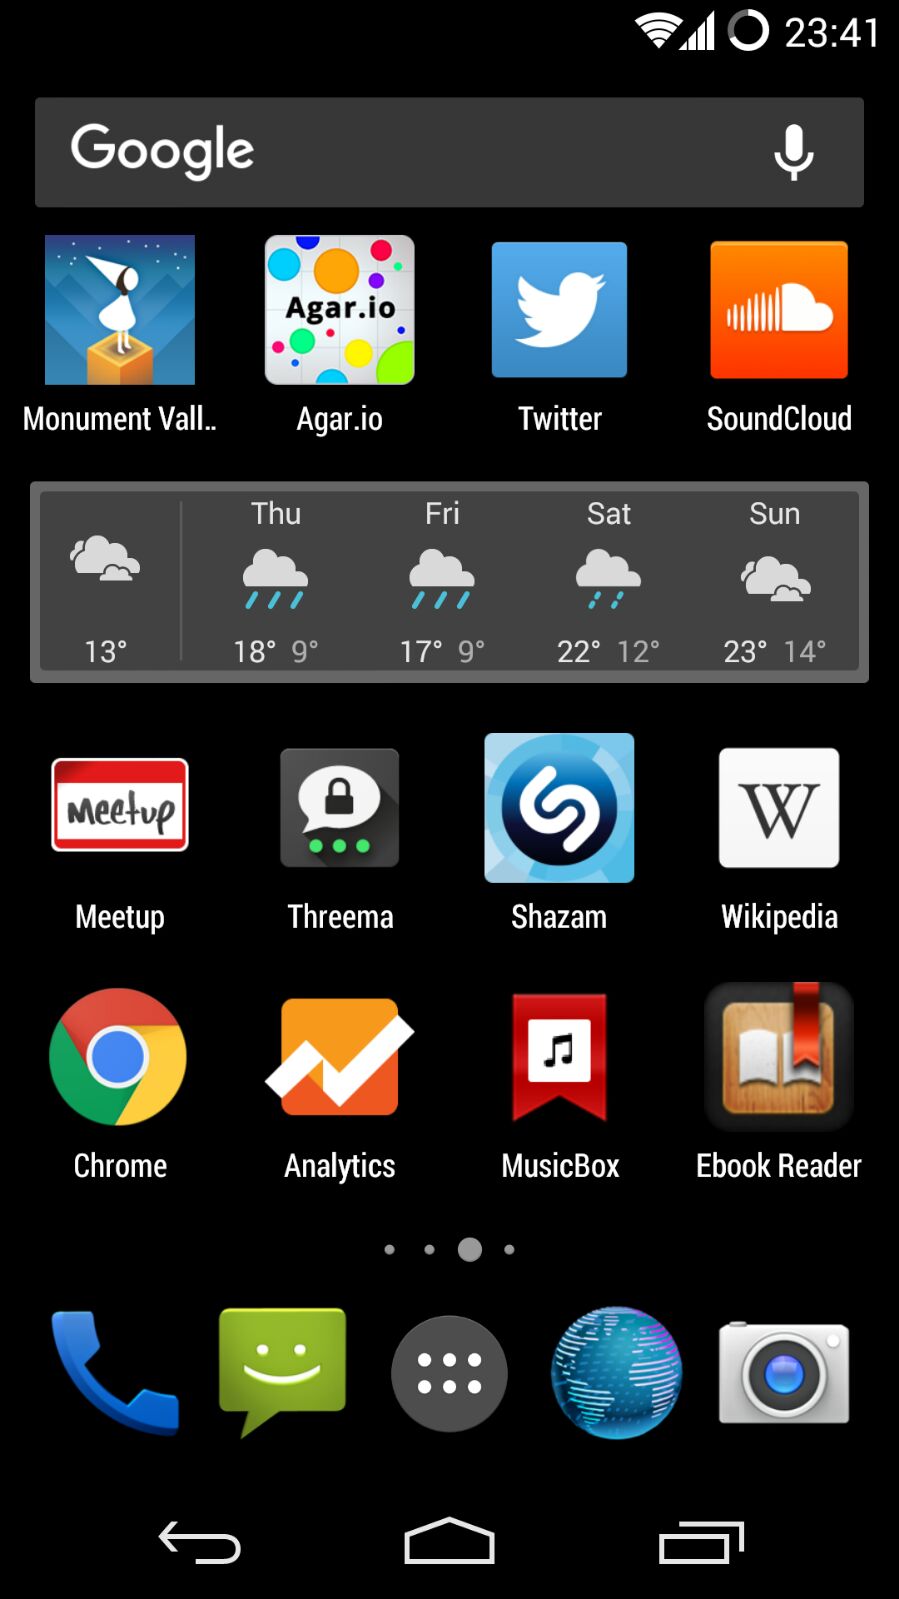 23:41
Google
Agar.io
Monument Vall..
Agar.io
Twitter
SoundCloud
Thu
Fri
Sat
Sun
13°
18° 9°
17° 9°
22° 12°
23° 14°
Meetup
W
Meetup
Threema
Shazam
Wikipedia
Chrome
Analytics
MusicBox
Ebook Reader